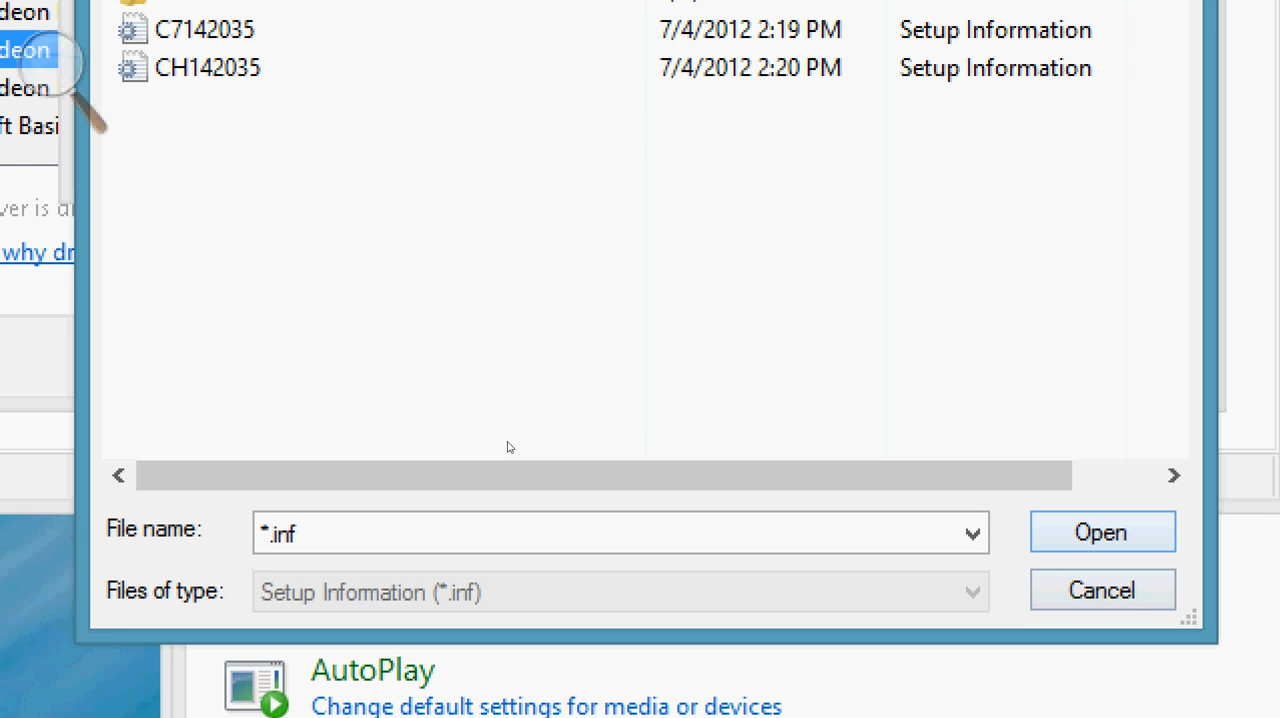 deon
C7142035 7/4/2012 2:19 PM Setup Information
deon
CH142035 7/4/2012 2:20 PM Setup Information
deon
ft Basi
ver is a
why dr
File name: *.inf Open
Files of type: Setup Information (*.inf) Cancel
AutoPlay
Change default settings for media or devices